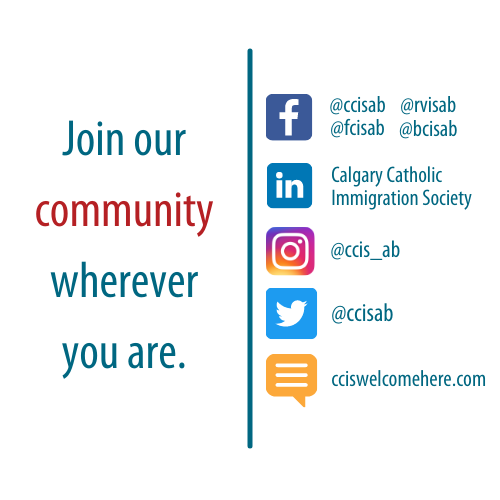 Join our
community
wherever
you are.
@ccisab @rvisab
@fcisab @bcisab
Calgary Catholic
Immigration Society
@ccis_ab
@ccisab
cciswelcomehere.com